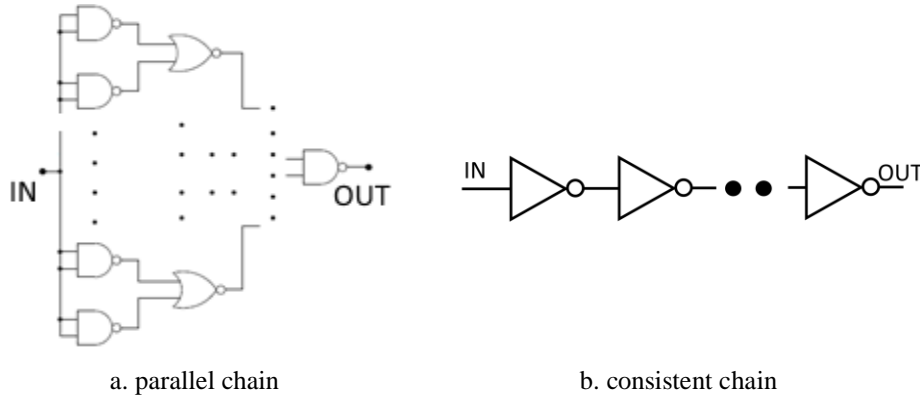 IN
OUT
IN
OUT
a. parallel chain
b. consistent chain